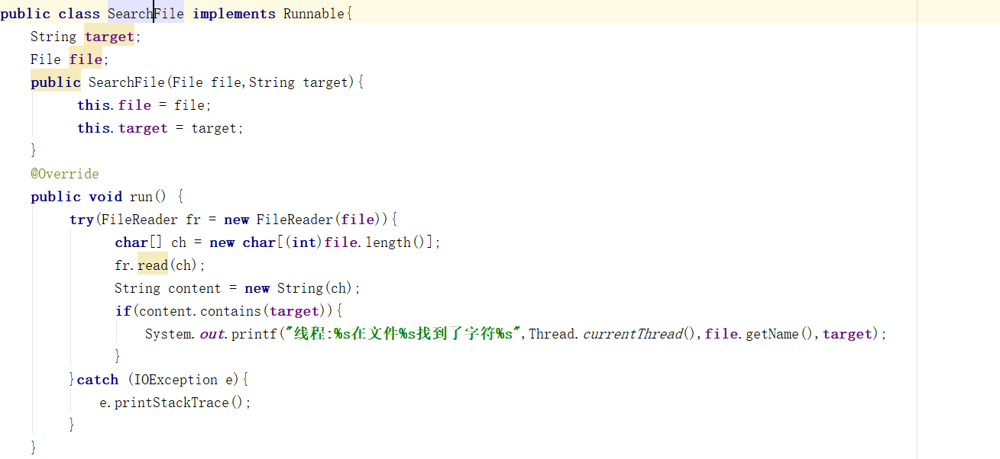 public class SearchFile implements Runnable{
    String target;
    File file;
    public SearchFile(File file,String target){
          this.file = file;
          this.target = target;
    }
    @Override
    public void run() {
         try(FileReader fr = new FileReader(file)){
               char[] ch = new char[(int)file.length()];
               fr.read(ch);
               String content = new String(ch);
               if(content.contains(target)){
                   System.out.printf("线程:%s在文件%s找到了字符%s",Thread.currentThread(),file.getName(),target);
               }
         }catch (IOException e){
             e.printStackTrace();
         }
    }